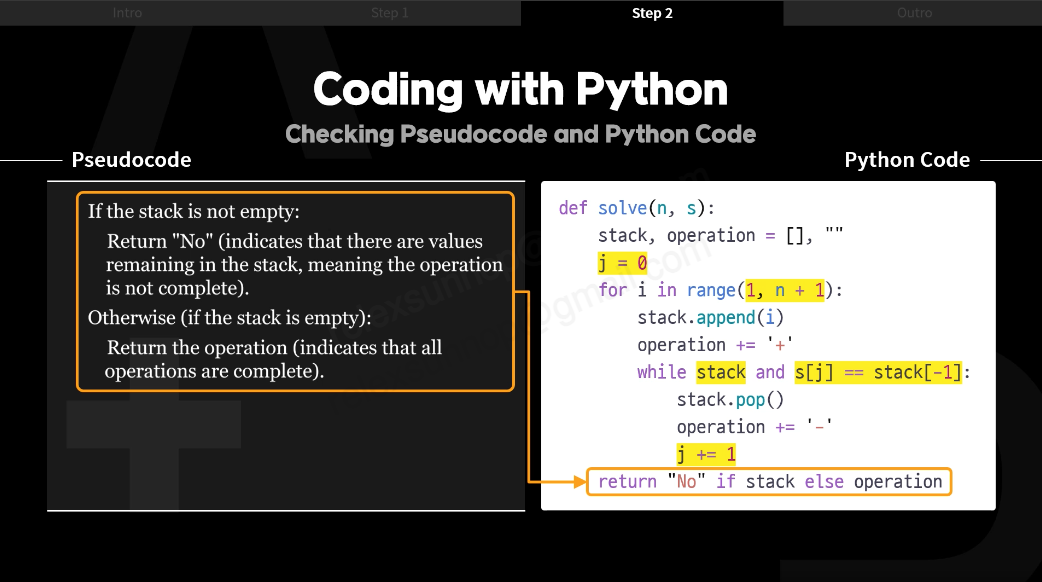 Intro
Step 1
Step 2
Outro
Coding with Python
Checking Pseudocode and Python Code
Pseudocode
Python Code
If the stack is not empty:
Return "No" (indicates that there are values
remaining in the stack, meaning the operation
is not complete).
Otherwise (if the stack is empty):
Return the operation (indicates that all
operations are complete).
def solve(n, s):
    stack, operation = [], ""
    j = 0
    for i in range(1, n + 1):
        stack.append(i)
        operation += '+'
        while stack and s[j] == stack[-1]:
            stack.pop()
            operation += '-'
            j += 1
    return "No" if stack else operation